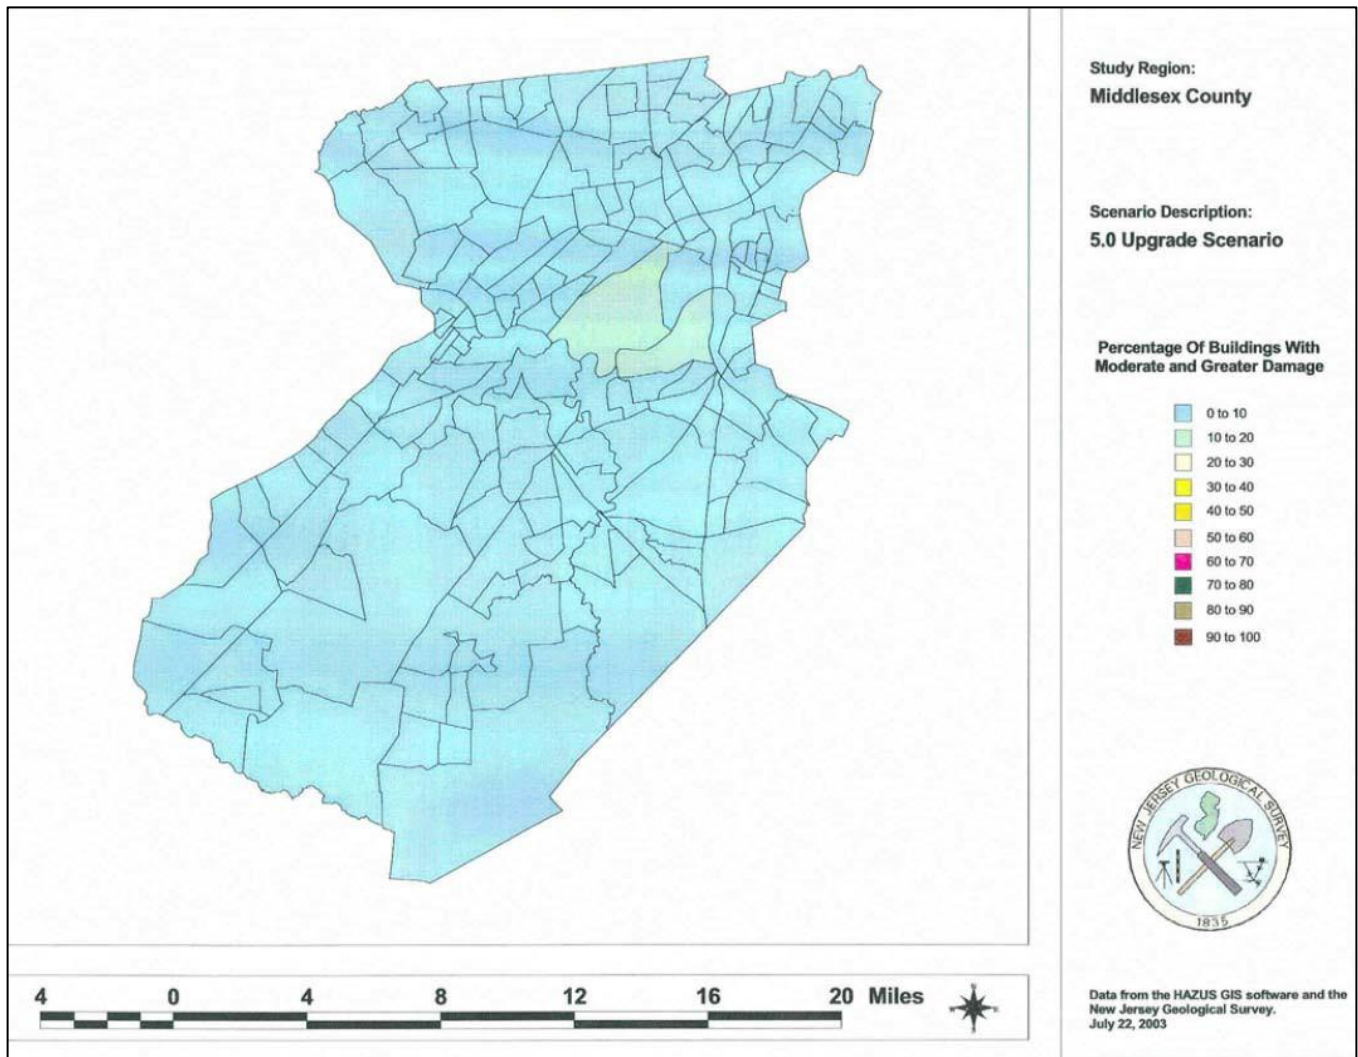 Study Region:
Middlesex County
Scenario Description:
5.0 Upgrade Scenario
Percentage Of Buildings With
Moderate and Greater Damage
0 to 10
10 to 20
20 to 30
30 to 40
40 to 50
50 to 60
60 to 70
70 to 80
80 to 90
90 to 100
NEW JERSEY GEOLOGICAL SURVEY
1835
4 0 4 8 12 16 20 Miles
N
W E
S
Data from the HAZUS GIS software and the
New Jersey Geological Survey.
July 22, 2003